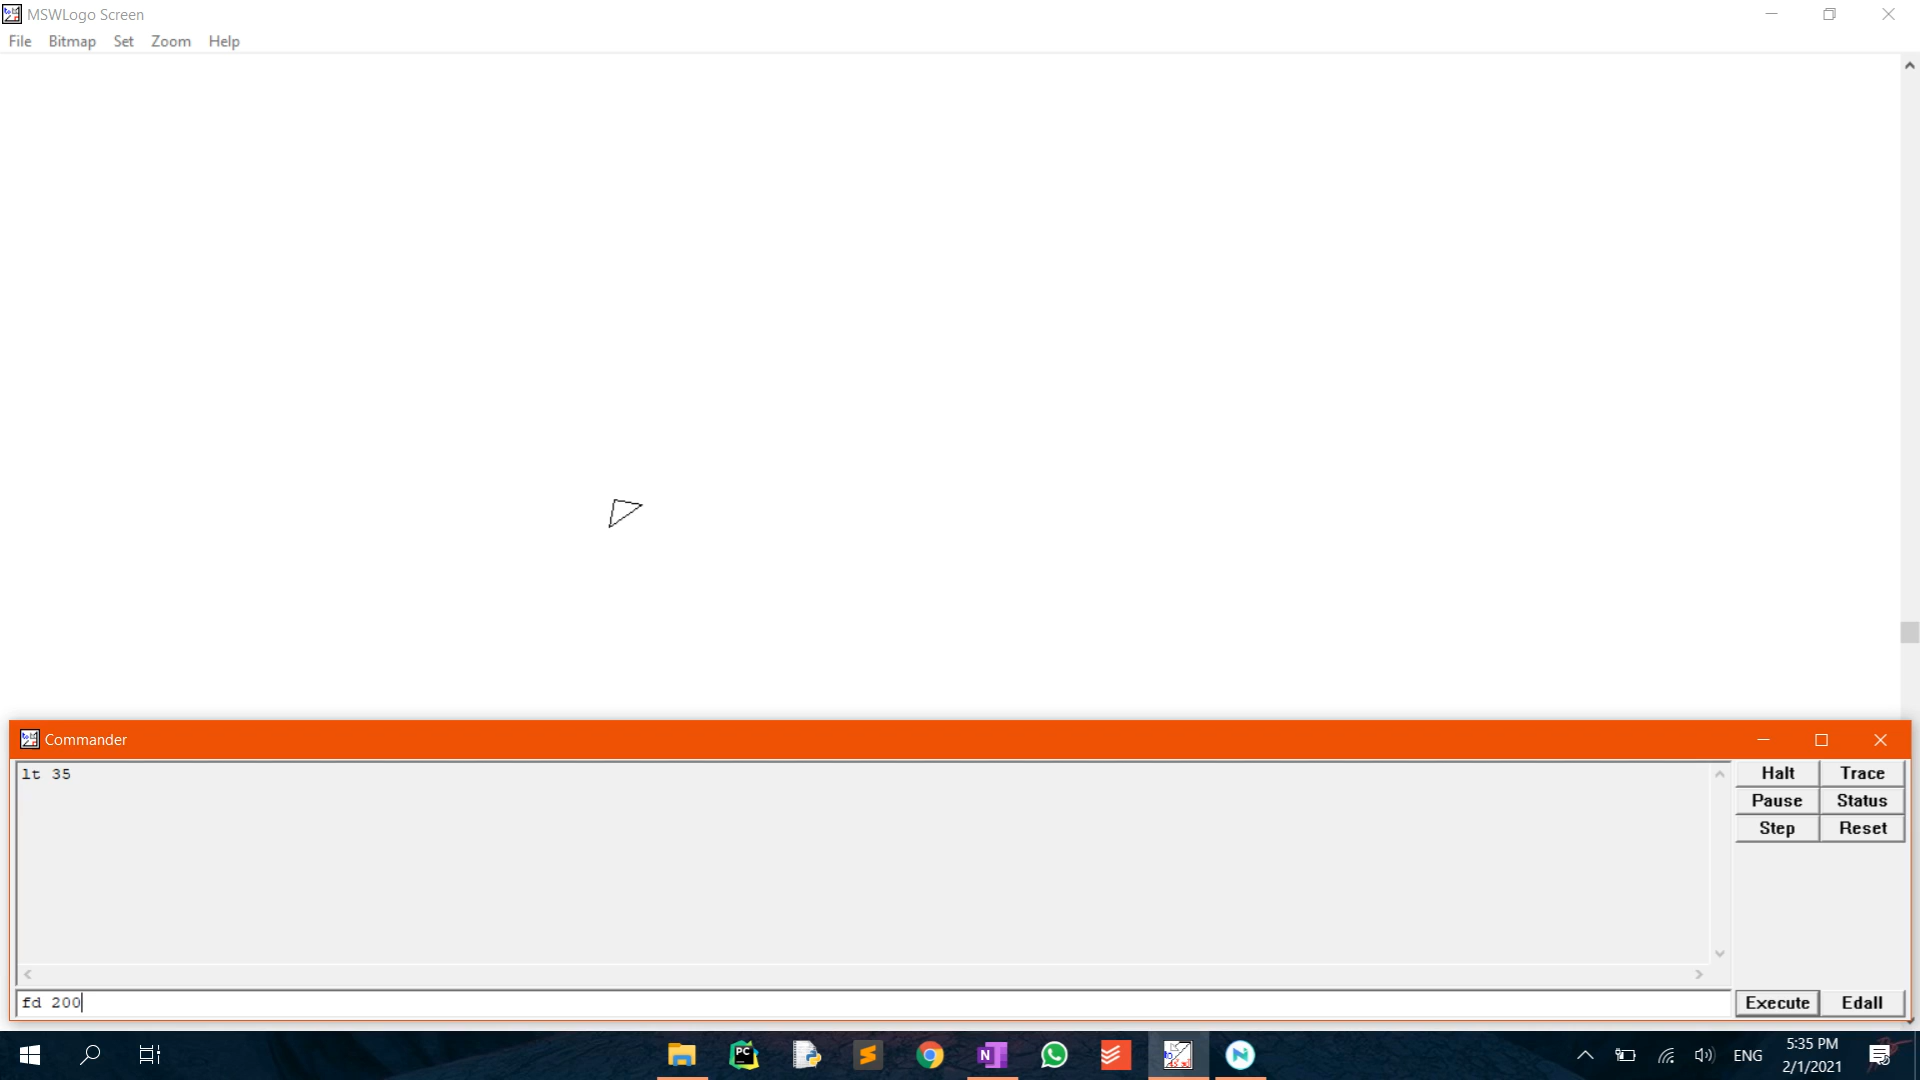 MSWLogo Screen
File Bitmap Set Zoom Help
Commander
lt 35
Halt Trace
Pause Status
Step Reset
fd 200
Execute Edall
ENG
5:35 PM
2/1/2021